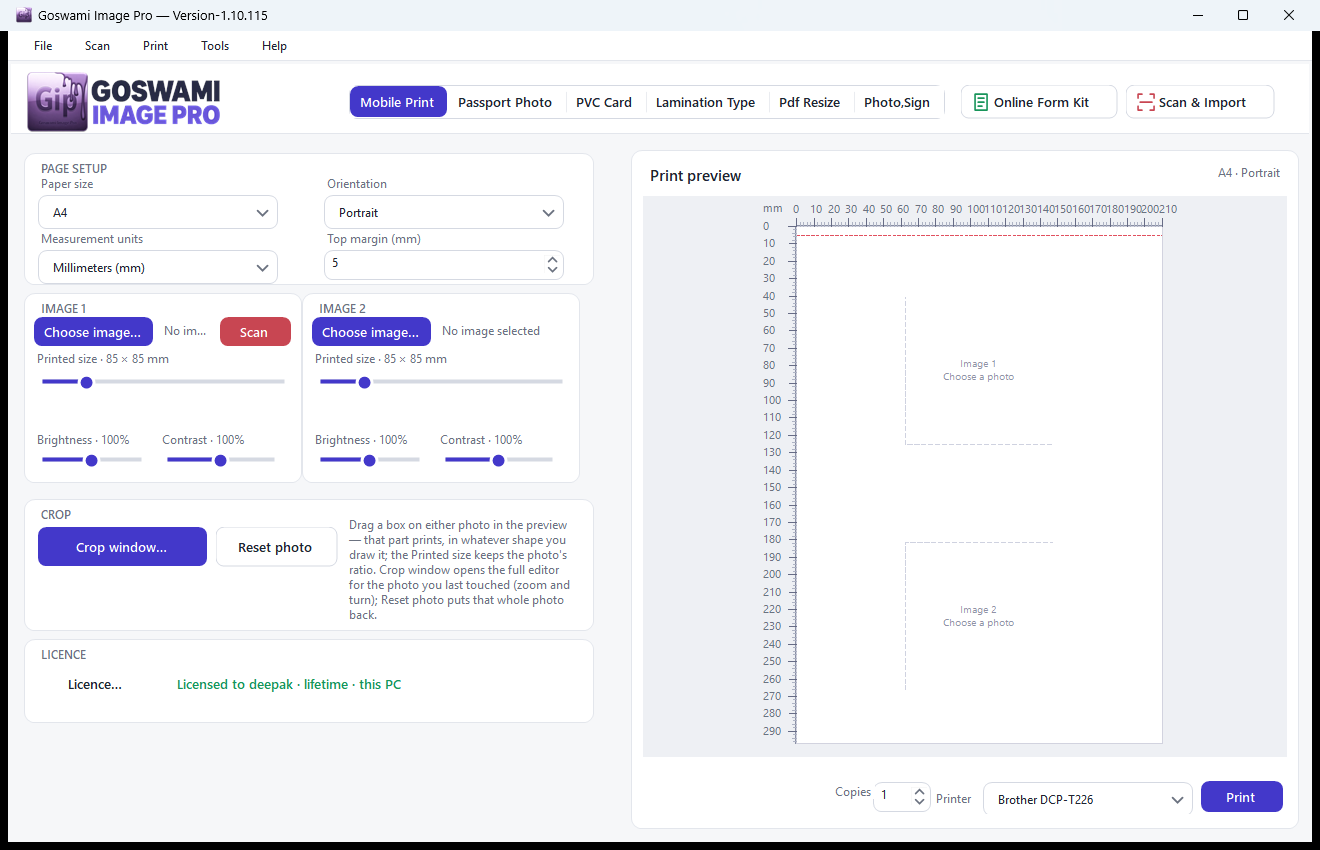 Goswami Image Pro — Version-1.10.115
File Scan Print Tools Help
Gip GOSWAMI
IMAGE PRO
Mobile Print Passport Photo PVC Card Lamination Type Pdf Resize Photo,Sign Online Form Kit Scan & Import
PAGE SETUP
Paper size Orientation
A4 Portrait
Measurement units Top margin (mm)
Millimeters (mm) 5
IMAGE 1
Choose image... No im... Scan
Printed size · 85 × 85 mm
Brightness · 100% Contrast · 100%
IMAGE 2
Choose image... No image selected
Printed size · 85 × 85 mm
Brightness · 100% Contrast · 100%
CROP
Crop window... Reset photo
Drag a box on either photo in the preview
— that part prints, in whatever shape you
draw it; the Printed size keeps the photo's
ratio. Crop window opens the full editor
for the photo you last touched (zoom and
turn); Reset photo puts that whole photo
back.
LICENCE
Licence... Licensed to deepak · lifetime · this PC
Print preview A4 · Portrait
mm 0 10 20 30 40 50 60 70 80 90 100 110 120 130 140 150 160 170 180 190 200 210
0
10
20
30
40
50
60
70
80
90
100
110
120
130
140
150
160
170
180
190
200
210
220
230
240
250
260
270
280
290
Image 1
Choose a photo
Image 2
Choose a photo
Copies 1 Printer Brother DCP-T226 Print